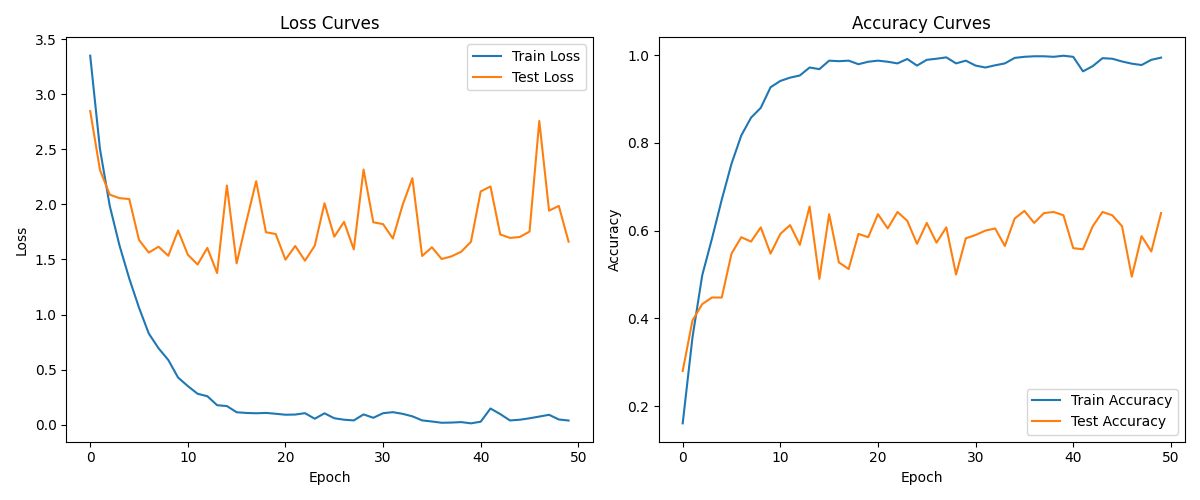 Loss Curves
3.5
3.0
2.5
2.0
1.5
1.0
0.5
0.0
Loss
Train Loss
Test Loss
0 10 20 30 40 50
Epoch
Accuracy Curves
1.0
0.8
0.6
0.4
0.2
Accuracy
Train Accuracy
Test Accuracy
0 10 20 30 40 50
Epoch